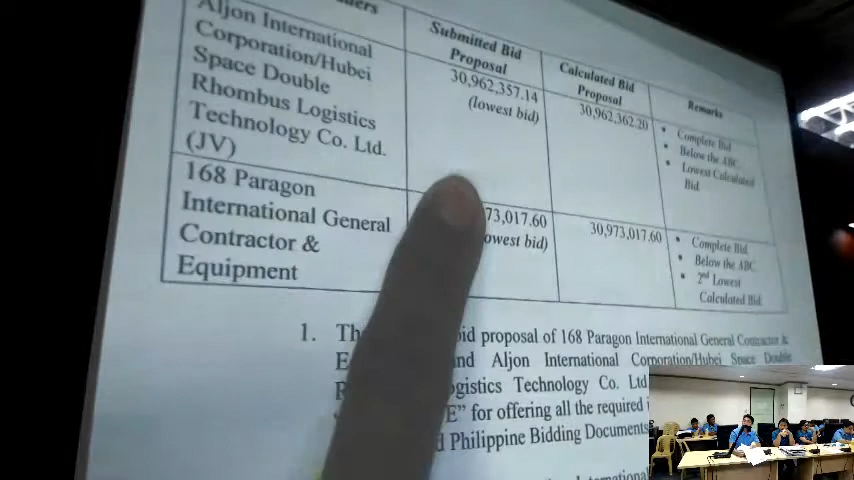 Submitted Bid
Proposal
Calculated Bid
Proposal
Remarks
Aljon International
Corporation/Hubei
Space Double
Rhombus Logistics
Technology Co. Ltd.
(JV)
30,962,357.14
(lowest bid)
30,962,362.20
• Complete Bid
• Below the ABC
• Lowest Calculated
Bid
168 Paragon
International General
Contractor &
Equipment
73,017.60
owest bid)
30,973,017.60
• Complete Bid
• Below the ABC
• 2nd Lowest
Calculated Bid
1. Th id proposal of 168 Paragon International General Contractor &
E nd Aljon International Corporation/Hubei Space Double
R ogistics Technology Co. Ltd
E” for offering all the required
d Philippine Bidding Documents